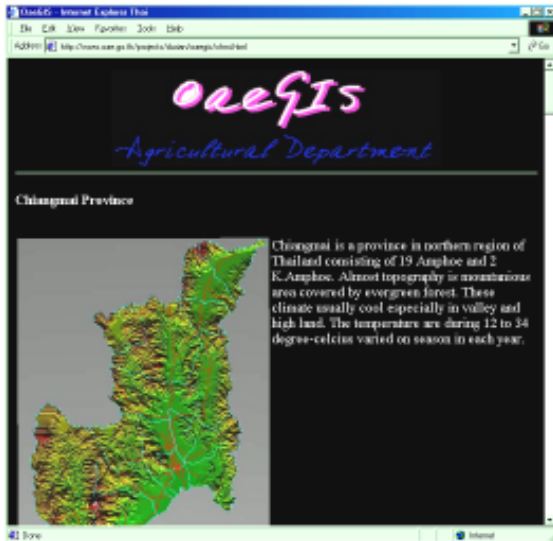 OaeGIS - Internet Explorer Thai
File Edit View Favorites Tools Help
Address
Go
OaeGIS
Agricultural Department
Chiangmai Province
Chiangmai is a province in northern region of
Thailand consisting of 19 Amphoe and 2
K.Amphoe. Almost topography is mountanious
area covered by evergreen forest. These
climate usually cool especially in valley and
high land. The temperature are during 12 to 34
degree-celcius varied on season in each year.
Done
Internet